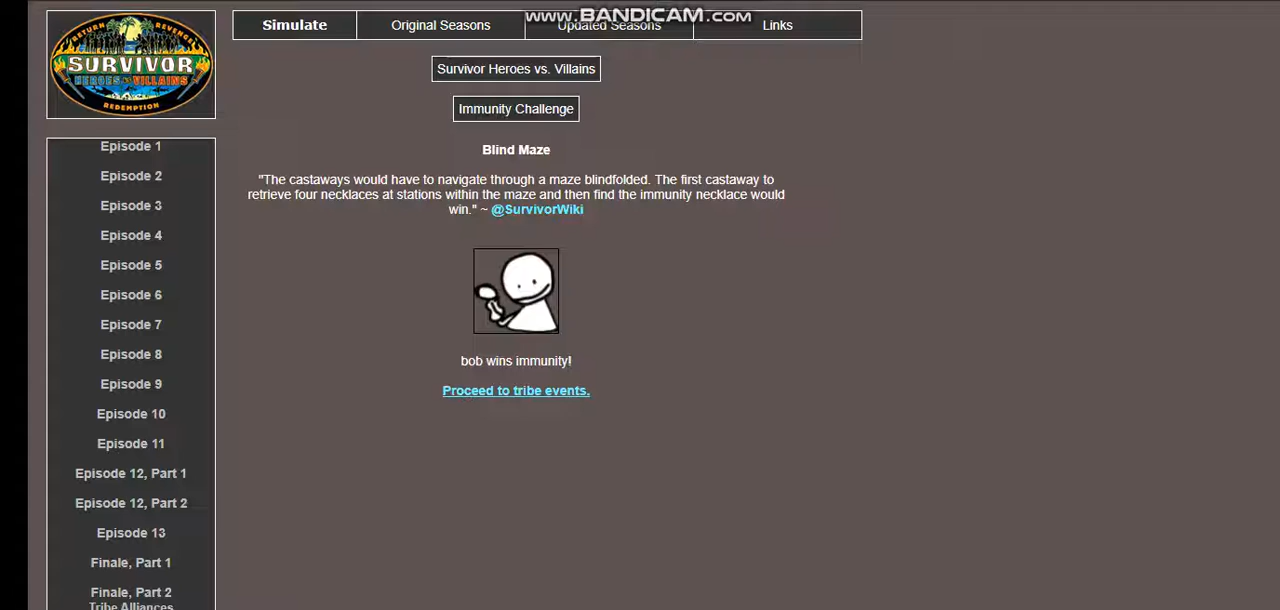 www.BANDICAM.com
Simulate
Original Seasons
Updated Seasons
Links
RETURN REVENGE
SURVIVOR
HEROES VS VILLAINS
REDEMPTION
Survivor Heroes vs. Villains
Immunity Challenge
Blind Maze
"The castaways would have to navigate through a maze blindfolded. The first castaway to
retrieve four necklaces at stations within the maze and then find the immunity necklace would
win." ~ @SurvivorWiki
bob wins immunity!
Proceed to tribe events.
Episode 1
Episode 2
Episode 3
Episode 4
Episode 5
Episode 6
Episode 7
Episode 8
Episode 9
Episode 10
Episode 11
Episode 12, Part 1
Episode 12, Part 2
Episode 13
Finale, Part 1
Finale, Part 2
Tribe Alliances